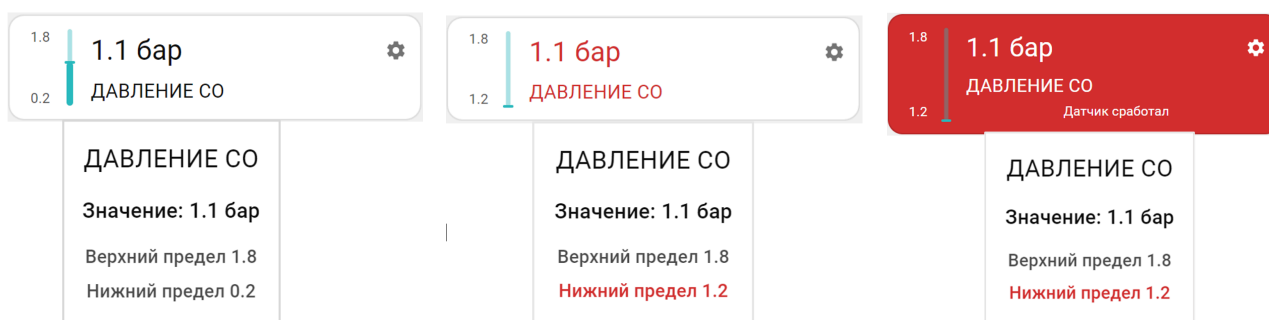 1.8
1.1 бар
0.2
ДАВЛЕНИЕ СО
ДАВЛЕНИЕ СО
Значение: 1.1 бар
Верхний предел 1.8
Нижний предел 0.2
1.8
1.1 бар
1.2
ДАВЛЕНИЕ СО
ДАВЛЕНИЕ СО
Значение: 1.1 бар
Верхний предел 1.8
Нижний предел 1.2
1.8
1.1 бар
ДАВЛЕНИЕ СО
1.2
Датчик сработал
ДАВЛЕНИЕ СО
Значение: 1.1 бар
Верхний предел 1.8
Нижний предел 1.2